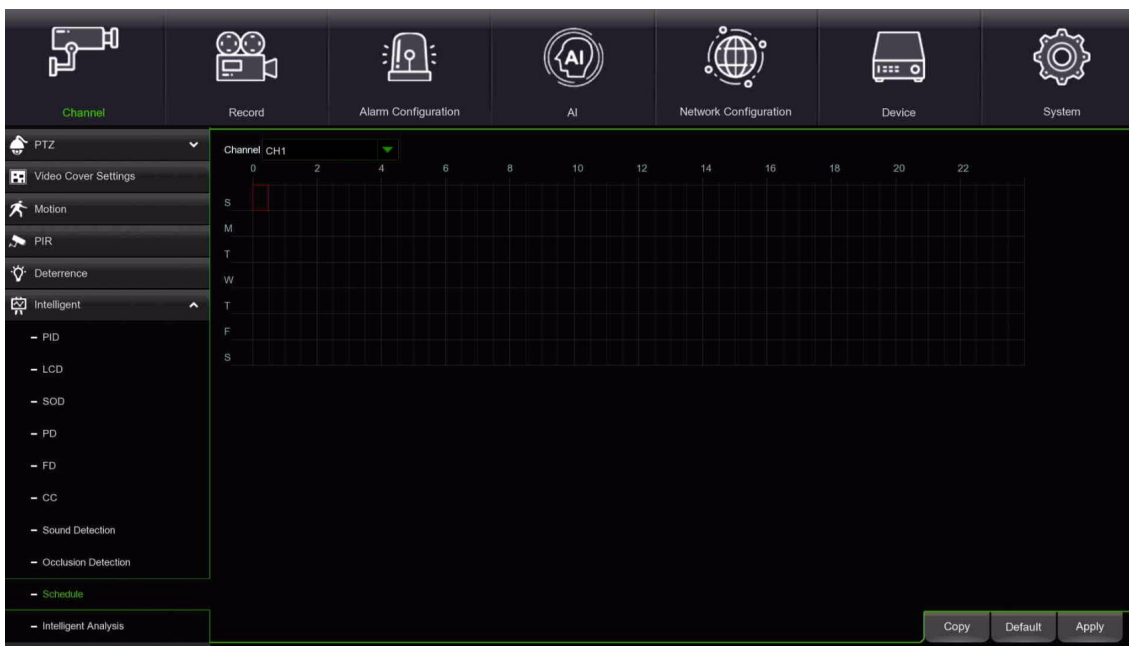 Channel Record Alarm Configuration AI Network Configuration Device System
PTZ
Video Cover Settings
Motion
PIR
Deterrence
Intelligent
– PID
– LCD
– SOD
– PD
– FD
– CC
– Sound Detection
– Occlusion Detection
– Schedule
– Intelligent Analysis
Channel CH1
0 2 4 6 8 10 12 14 16 18 20 22
S
M
T
W
T
F
S
Copy Default Apply